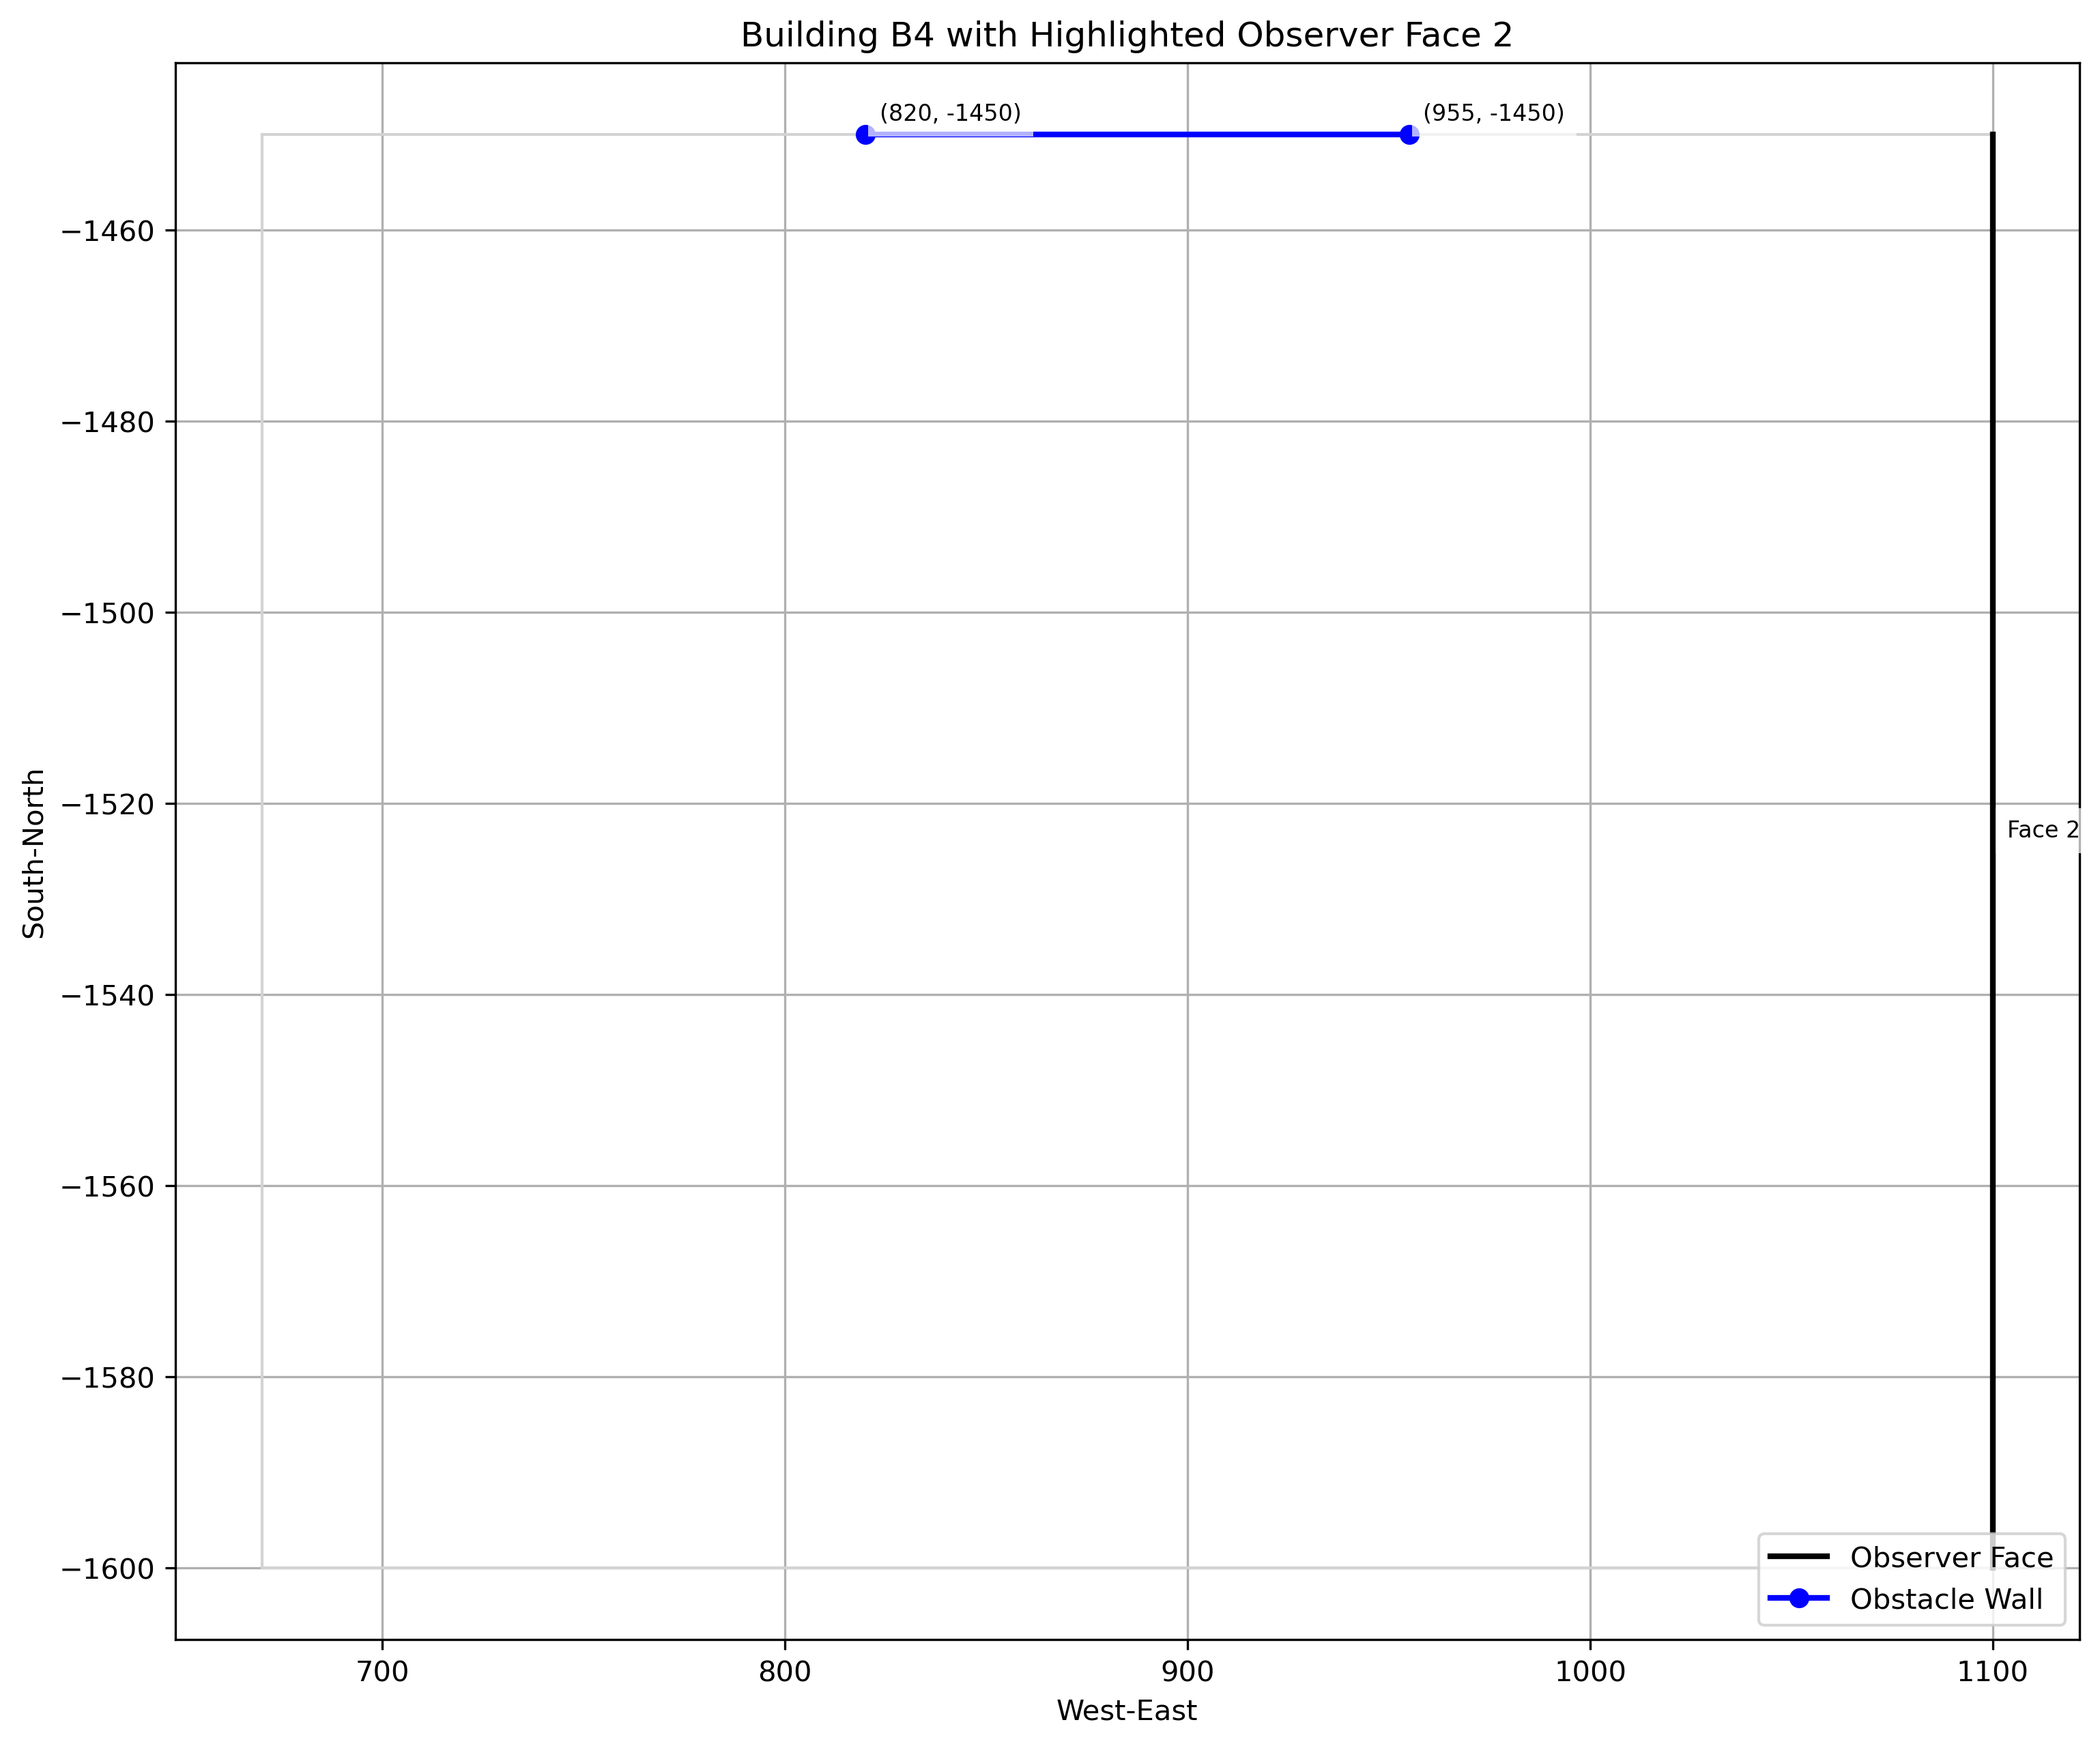 Building B4 with Highlighted Observer Face 2
(820, -1450)
(955, -1450)
−1460
−1480
−1500
−1520
Face 2
−1540
−1560
−1580
−1600
South-North
Observer Face
Obstacle Wall
700
800
900
1000
1100
West-East